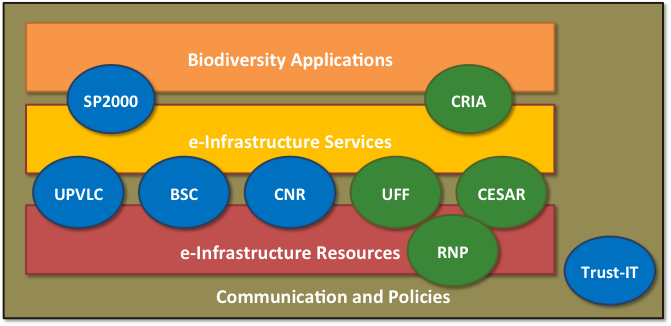 Biodiversity Applications
SP2000
CRIA
e-Infrastructure Services
UPVLC
BSC
CNR
UFF
CESAR
e-Infrastructure Resources
RNP
Trust-IT
Communication and Policies